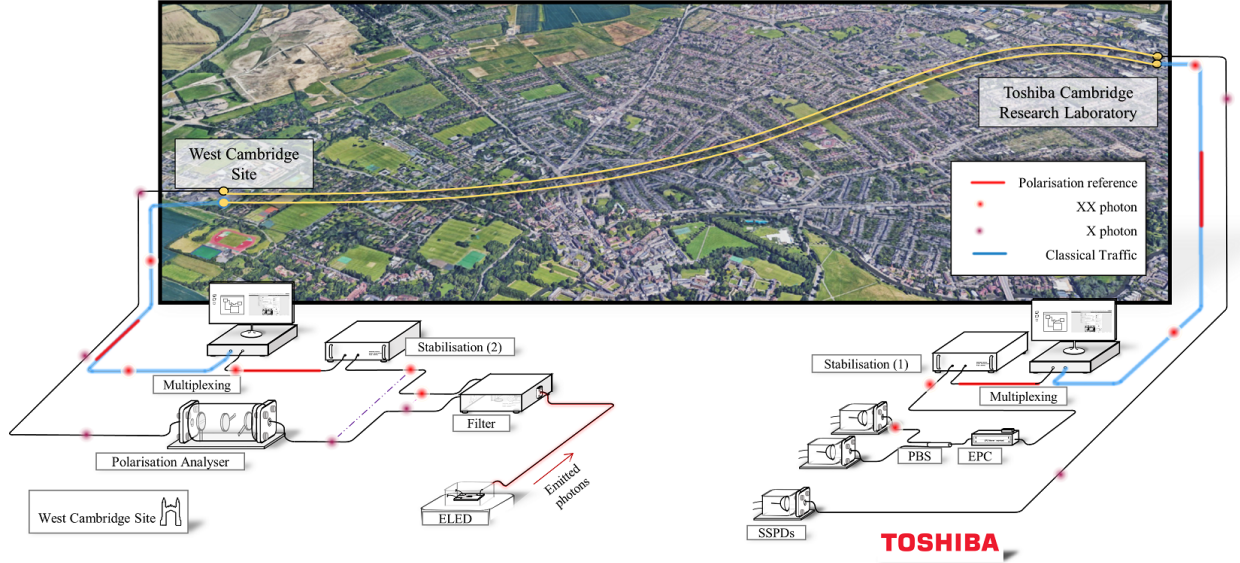 Toshiba Cambridge
Research Laboratory
West Cambridge
Site
Polarisation reference
XX photon
X photon
Classical Traffic
Stabilisation (2)
Multiplexing
Filter
Polarisation Analyser
Emitted
photons
ELED
West Cambridge Site
Stabilisation (1)
Multiplexing
PBS
EPC
SSPDs
TOSHIBA